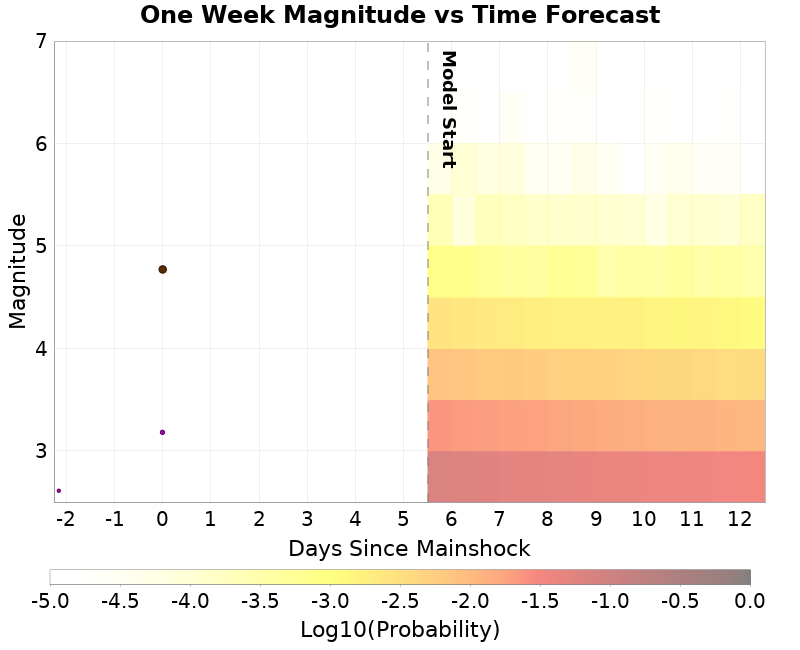 One Week Magnitude vs Time Forecast
7
6
5
4
3
Magnitude
Model Start
-2 -1 0 1 2 3 4 5 6 7 8 9 10 11 12
Days Since Mainshock
-5.0 -4.5 -4.0 -3.5 -3.0 -2.5 -2.0 -1.5 -1.0 -0.5 0.0
Log10(Probability)